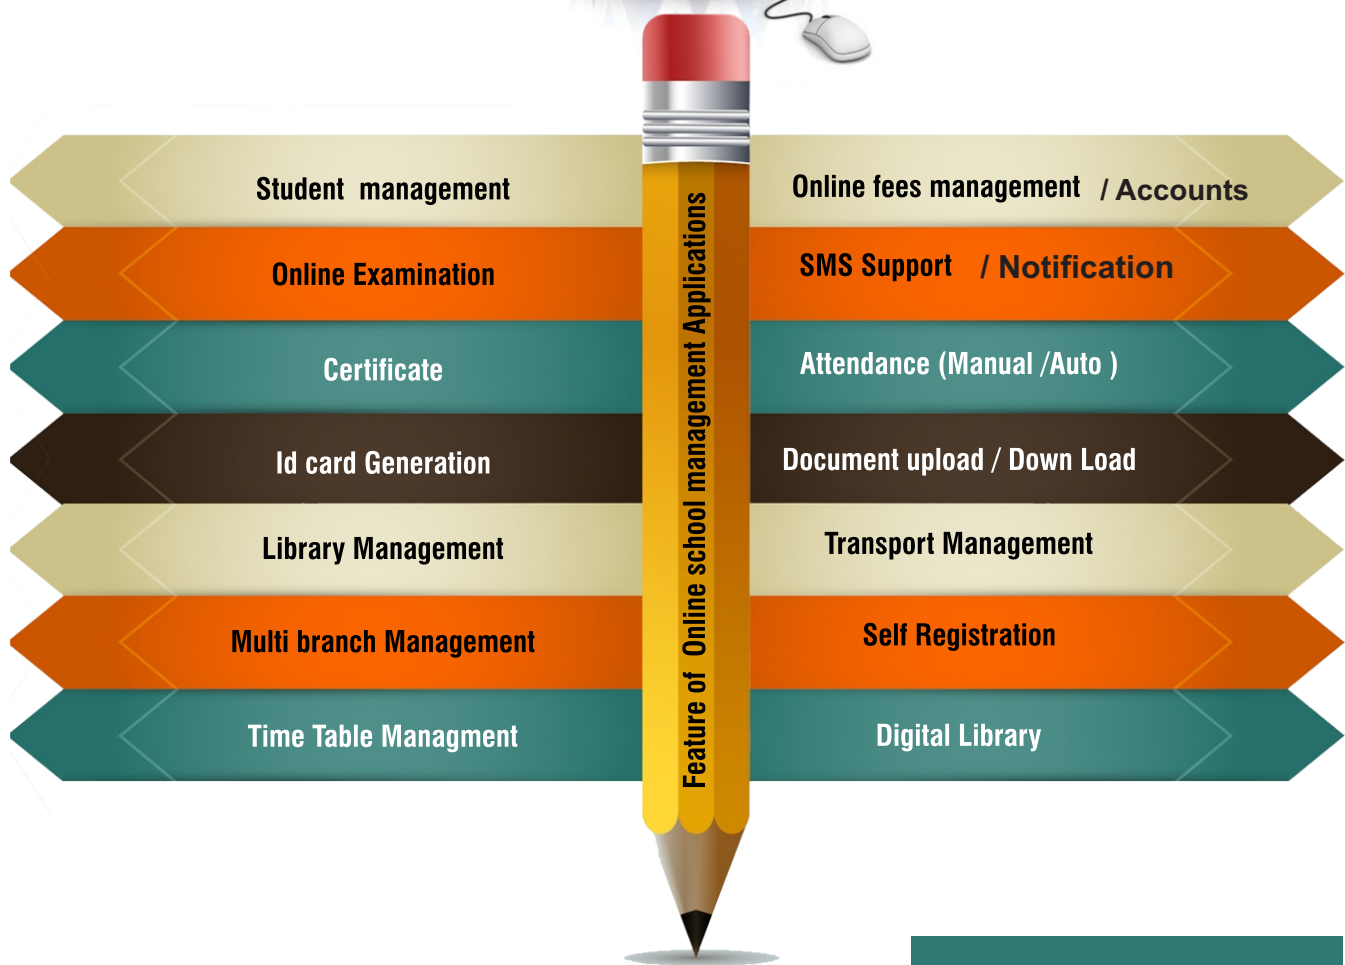 Student  management
Online fees management / Accounts
Online Examination
SMS Support / Notification
Certificate
Attendance (Manual /Auto )
Id card Generation
Document upload / Down Load
Library Management
Transport Management
Multi branch Management
Self Registration
Time Table Managment
Digital Library
Feature of  Online school management Applications